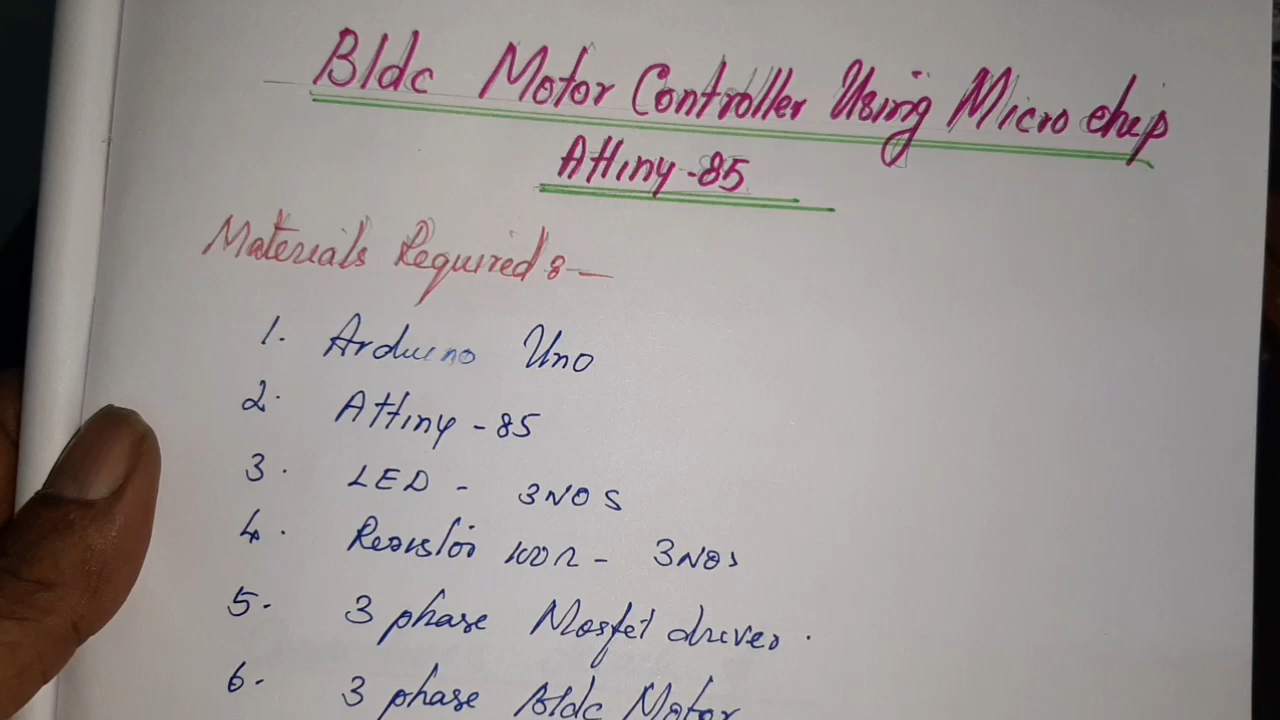 Bldc Motor Controller Using Microchip
Attiny-85
Materials Required :-
1. Arduino Uno
2. Attiny-85
3. LED - 3NOS
4. Resistor 100Ω - 3NOS
5. 3 phase Mosfet driver.
6. 3 phase Bldc Motor